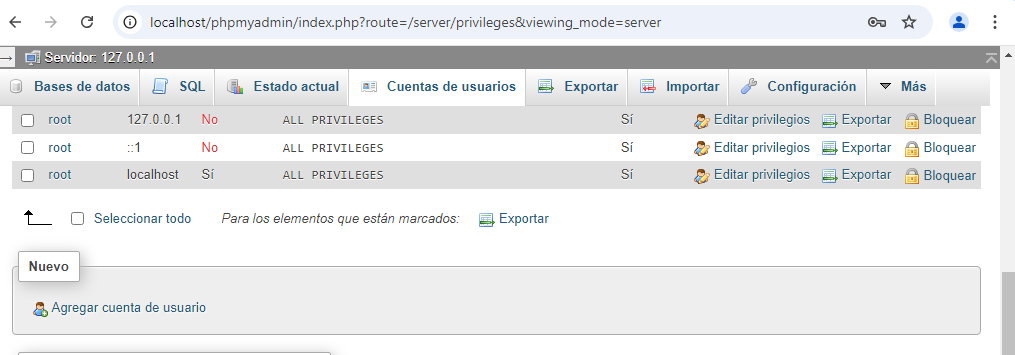 localhost/phpmyadmin/index.php?route=/server/privileges&viewing_mode=server
Servidor: 127.0.0.1
Bases de datos SQL Estado actual Cuentas de usuarios Exportar Importar Configuración Más
root 127.0.0.1 No ALL PRIVILEGES Sí Editar privilegios Exportar Bloquear
root ::1 No ALL PRIVILEGES Sí Editar privilegios Exportar Bloquear
root localhost Sí ALL PRIVILEGES Sí Editar privilegios Exportar Bloquear
Seleccionar todo Para los elementos que están marcados: Exportar
Nuevo
Agregar cuenta de usuario